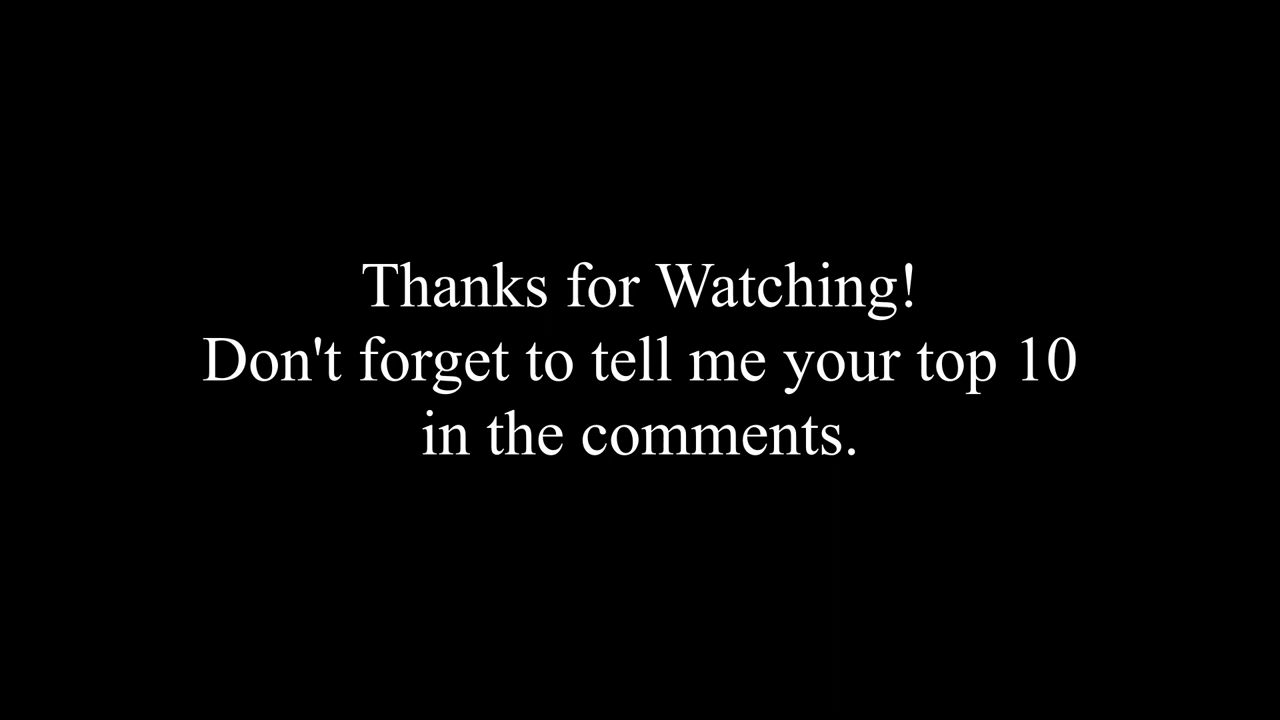 Thanks for Watching!
Don't forget to tell me your top 10
in the comments.